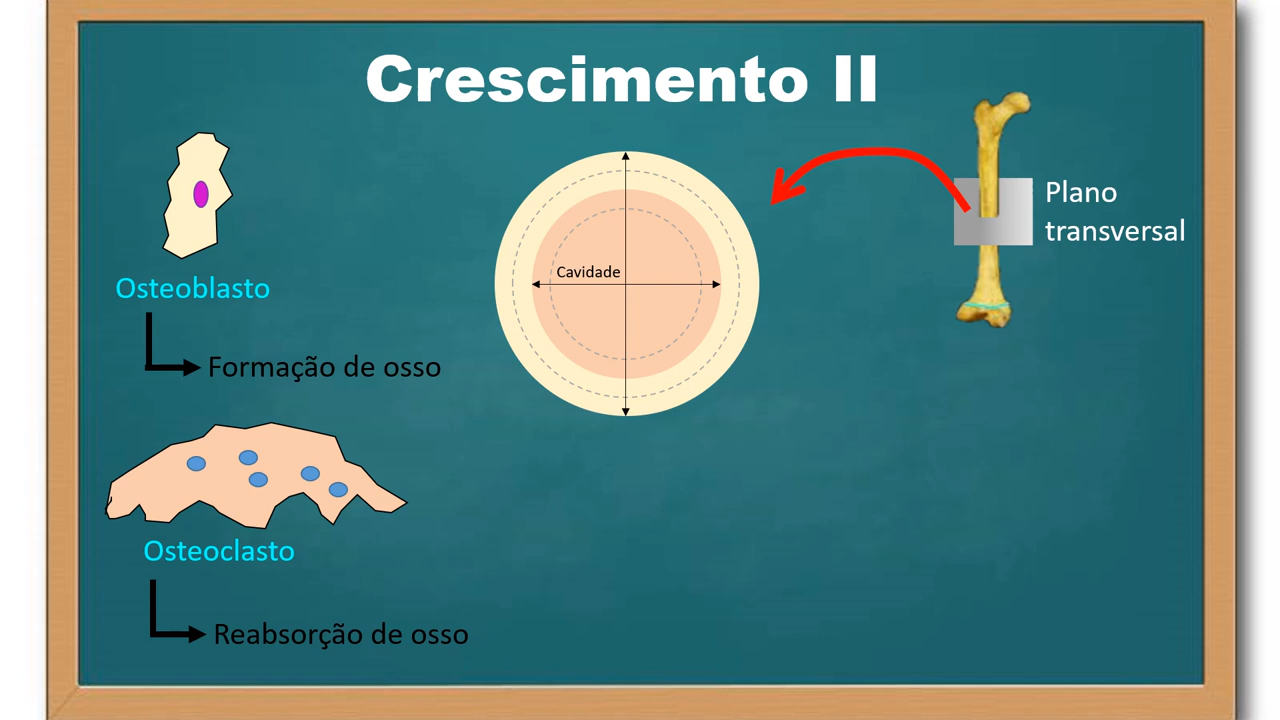 Crescimento II
Plano
transversal
Cavidade
Osteoblasto
Formação de osso
Osteoclasto
Reabsorção de osso